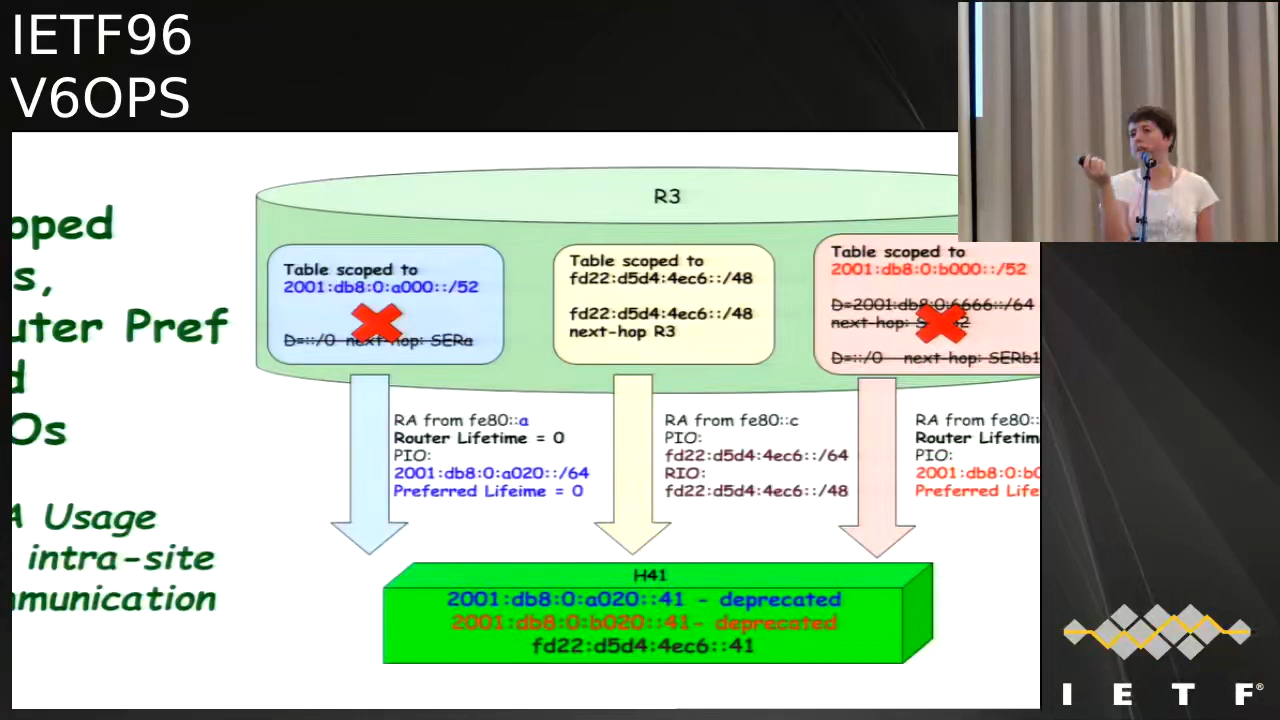 IETF96
V6OPS
oped
s,
uter Pref
d
Os
A Usage
intra-site
munication
R3
Table scoped to
2001:db8:0:a000::/52
D=::/0 next-hop: SERa
Table scoped to
fd22:d5d4:4ec6::/48
fd22:d5d4:4ec6::/48
next-hop R3
Table scoped to
2001:db8:0:b000::/52
D=2001:db8:0:6666::/64
next-hop:
D=::/0 next-hop: SERb1
RA from fe80::a
Router Lifetime = 0
PIO:
2001:db8:0:a020::/64
Preferred Lifeime = 0
RA from fe80::c
PIO:
fd22:d5d4:4ec6::/64
RIO:
fd22:d5d4:4ec6::/48
RA from fe80::
Router Lifetim
PIO:
2001:db8:0:b0
Preferred Life
H41
2001:db8:0:a020::41 - deprecated
2001:db8:0:b020::41- deprecated
fd22:d5d4:4ec6::41
I E T F®